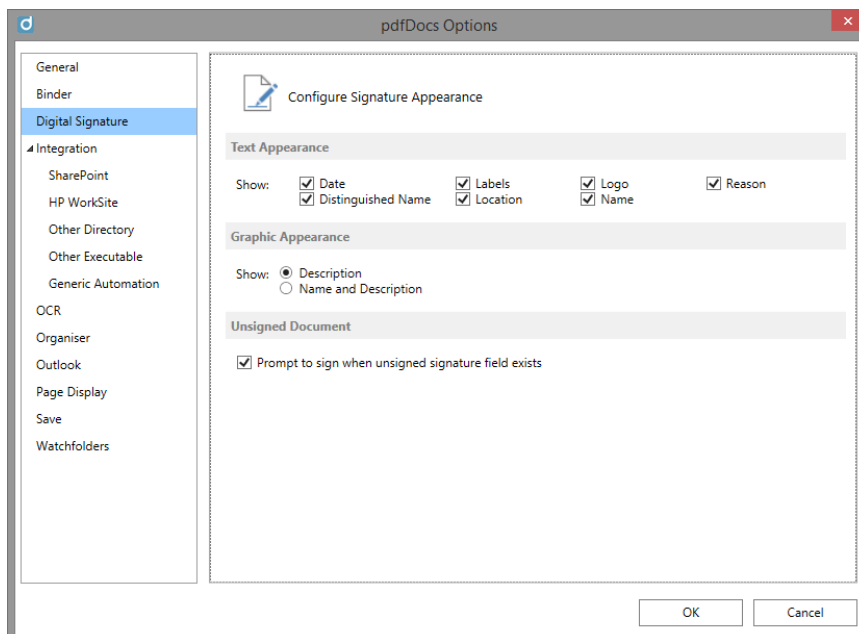 pdfDocs Options
General
Binder
Digital Signature
Integration
SharePoint
HP WorkSite
Other Directory
Other Executable
Generic Automation
OCR
Organiser
Outlook
Page Display
Save
Watchfolders
Configure Signature Appearance
Text Appearance
Show: Date Labels Logo Reason
Distinguished Name Location Name
Graphic Appearance
Show: Description
Name and Description
Unsigned Document
Prompt to sign when unsigned signature field exists
OK Cancel